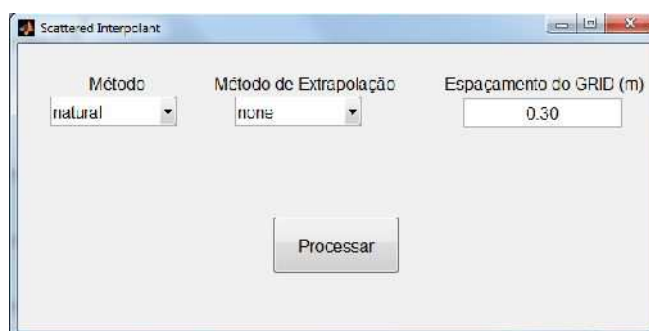 Scattered Interpolant
Método Método de Extrapolação Espaçamento do GRID (m)
natural none 0.30
Processar